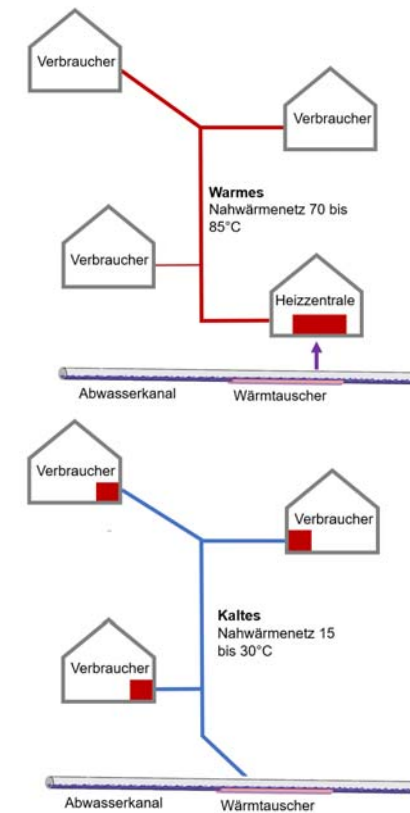 Verbraucher
Verbraucher
Warmes
Nahwärmenetz 70 bis
85°C
Verbraucher
Heizzentrale
Abwasserkanal
Wärmtauscher
Verbraucher
Verbraucher
Kaltes
Nahwärmenetz 15
bis 30°C
Verbraucher
Abwasserkanal
Wärmtauscher